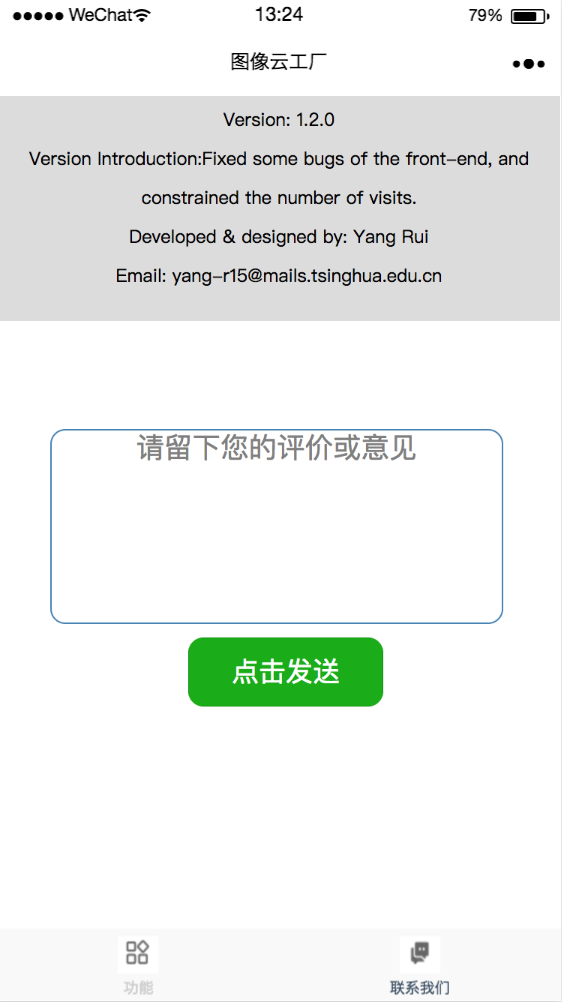 WeChat 13:24 79%
图像云工厂
Version: 1.2.0
Version Introduction:Fixed some bugs of the front-end, and
constrained the number of visits.
Developed & designed by: Yang Rui
Email: yang-r15@mails.tsinghua.edu.cn
请留下您的评价或意见
点击发送
功能 联系我们